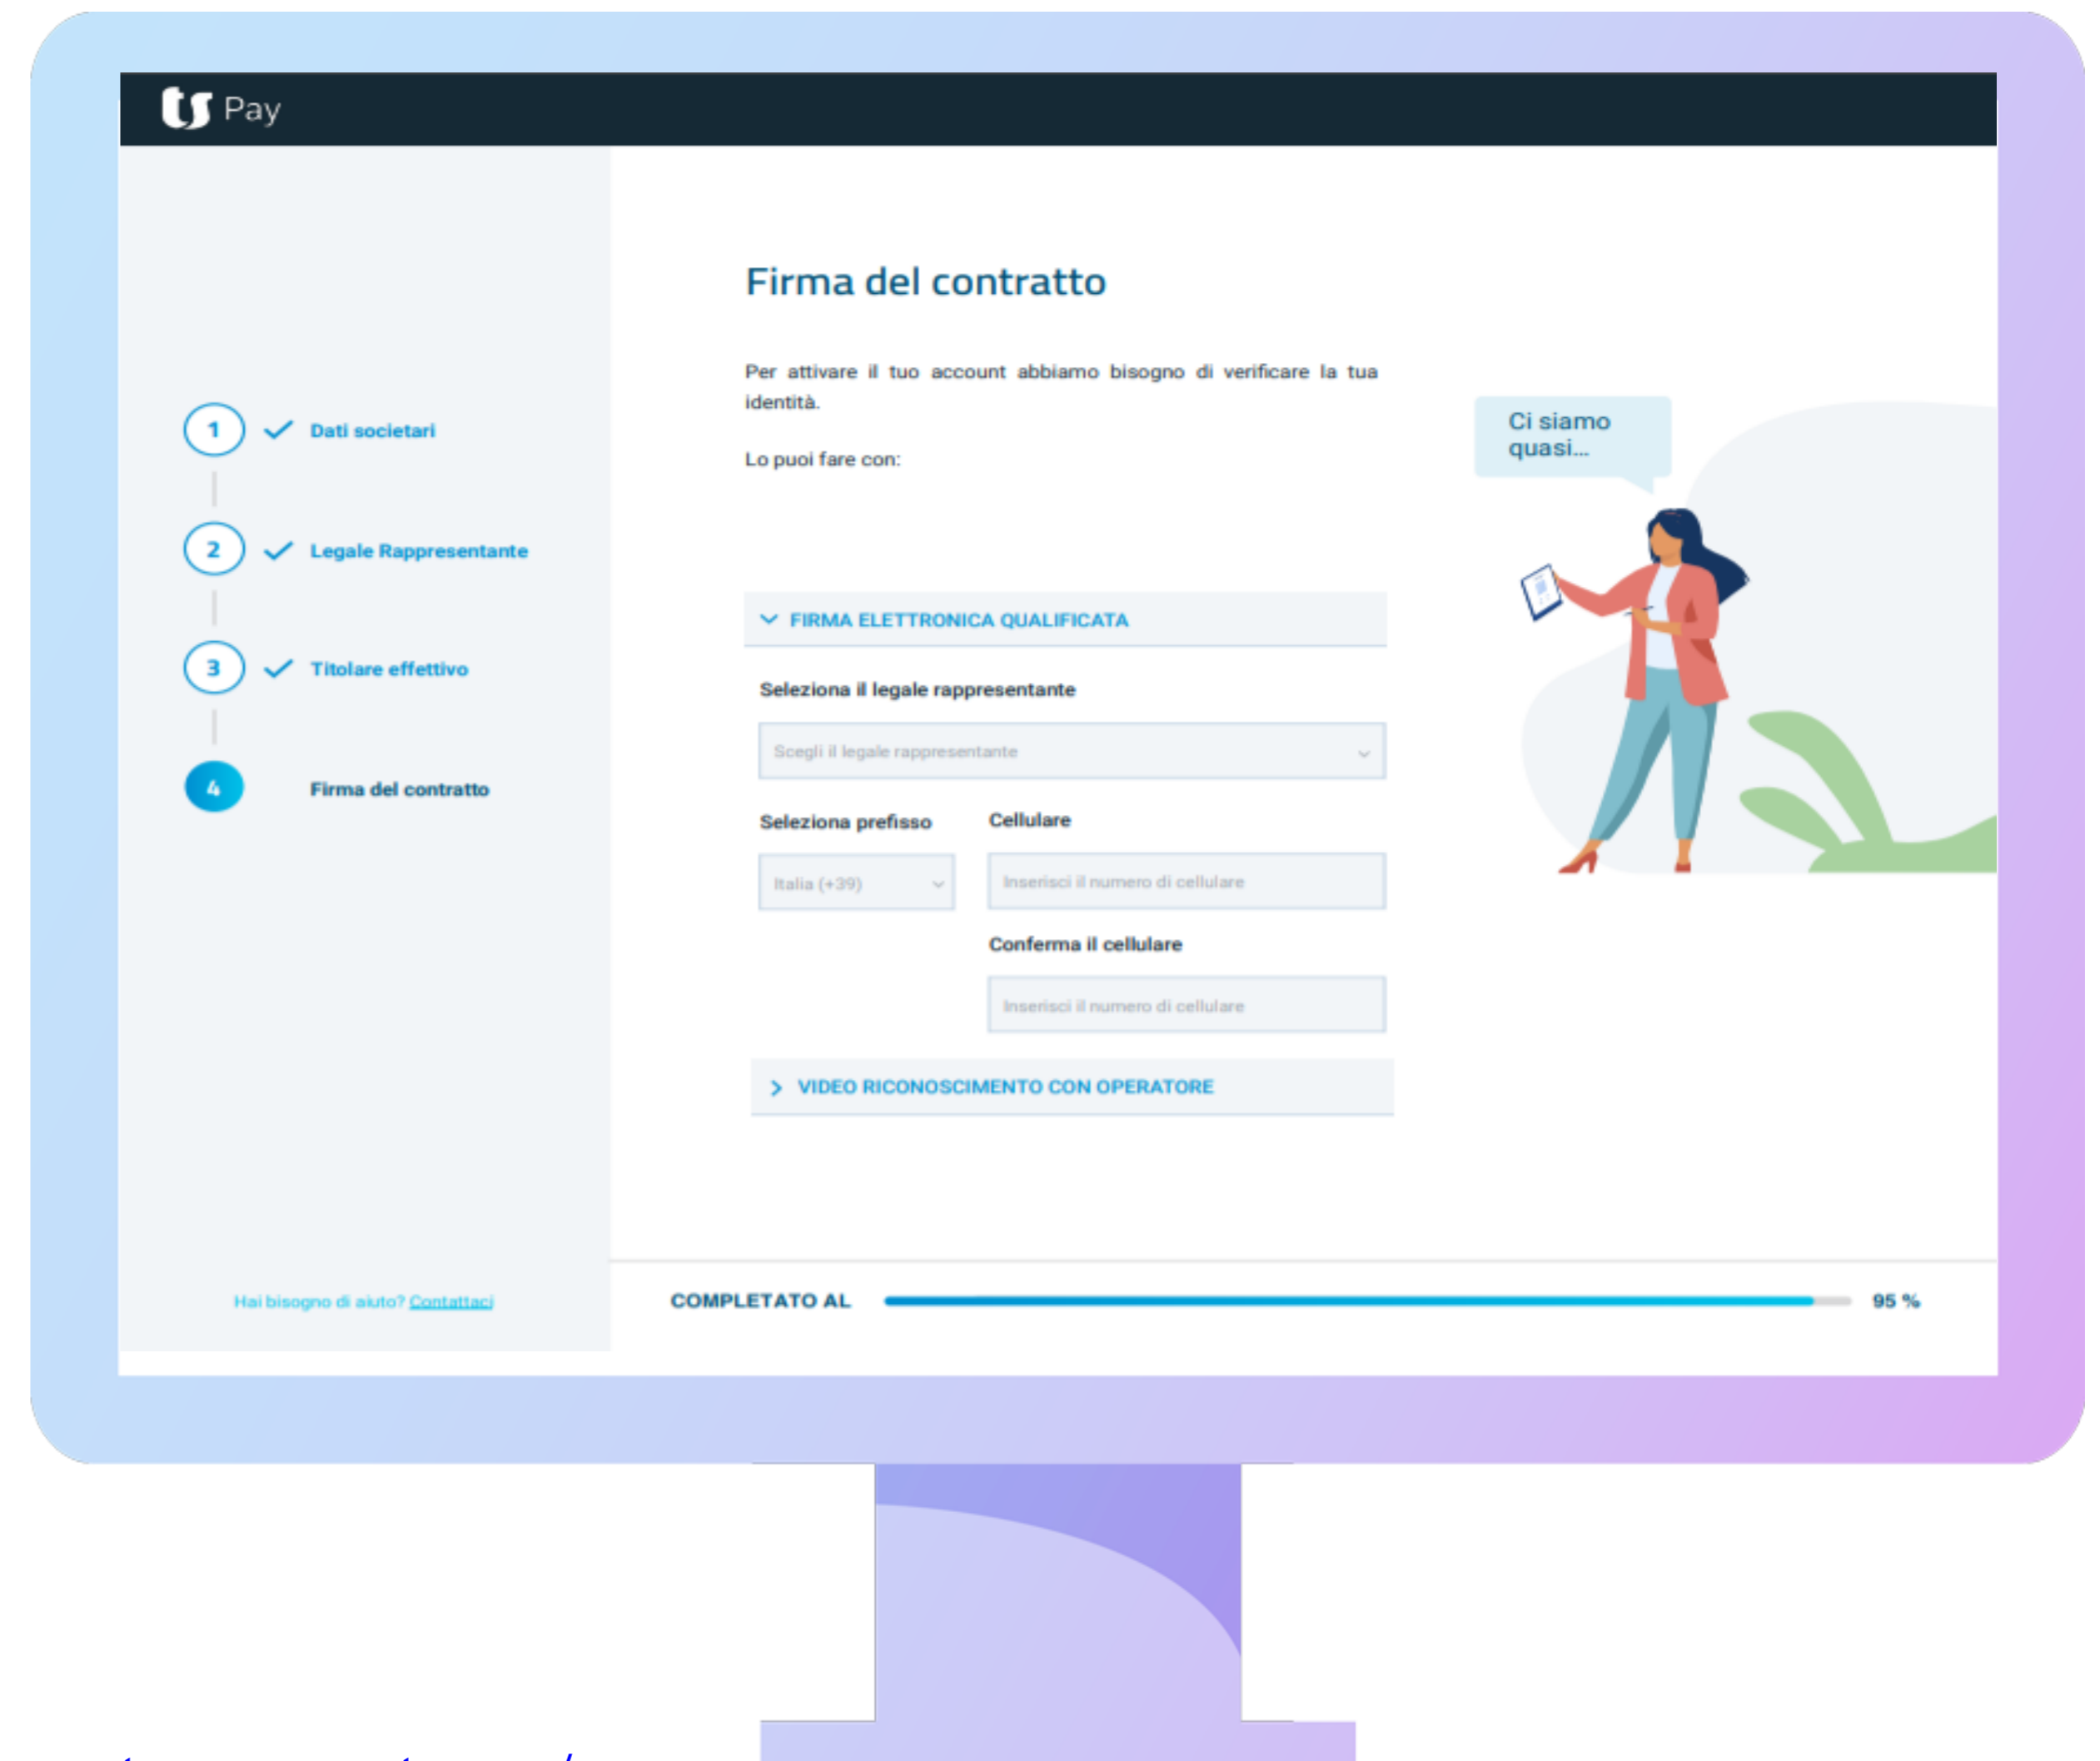 ts Pay
1 Dati societari
2 Legale Rappresentante
3 Titolare effettivo
4 Firma del contratto
Hai bisogno di aiuto? Contattaci
Firma del contratto
Per attivare il tuo account abbiamo bisogno di verificare la tua
identità.
Lo puoi fare con:
FIRMA ELETTRONICA QUALIFICATA
Seleziona il legale rappresentante
Scegli il legale rappresentante
Seleziona prefisso
Cellulare
Italia (+39)
Inserisci il numero di cellulare
Conferma il cellulare
Inserisci il numero di cellulare
VIDEO RICONOSCIMENTO CON OPERATORE
Ci siamo
quasi...
COMPLETATO AL 95 %